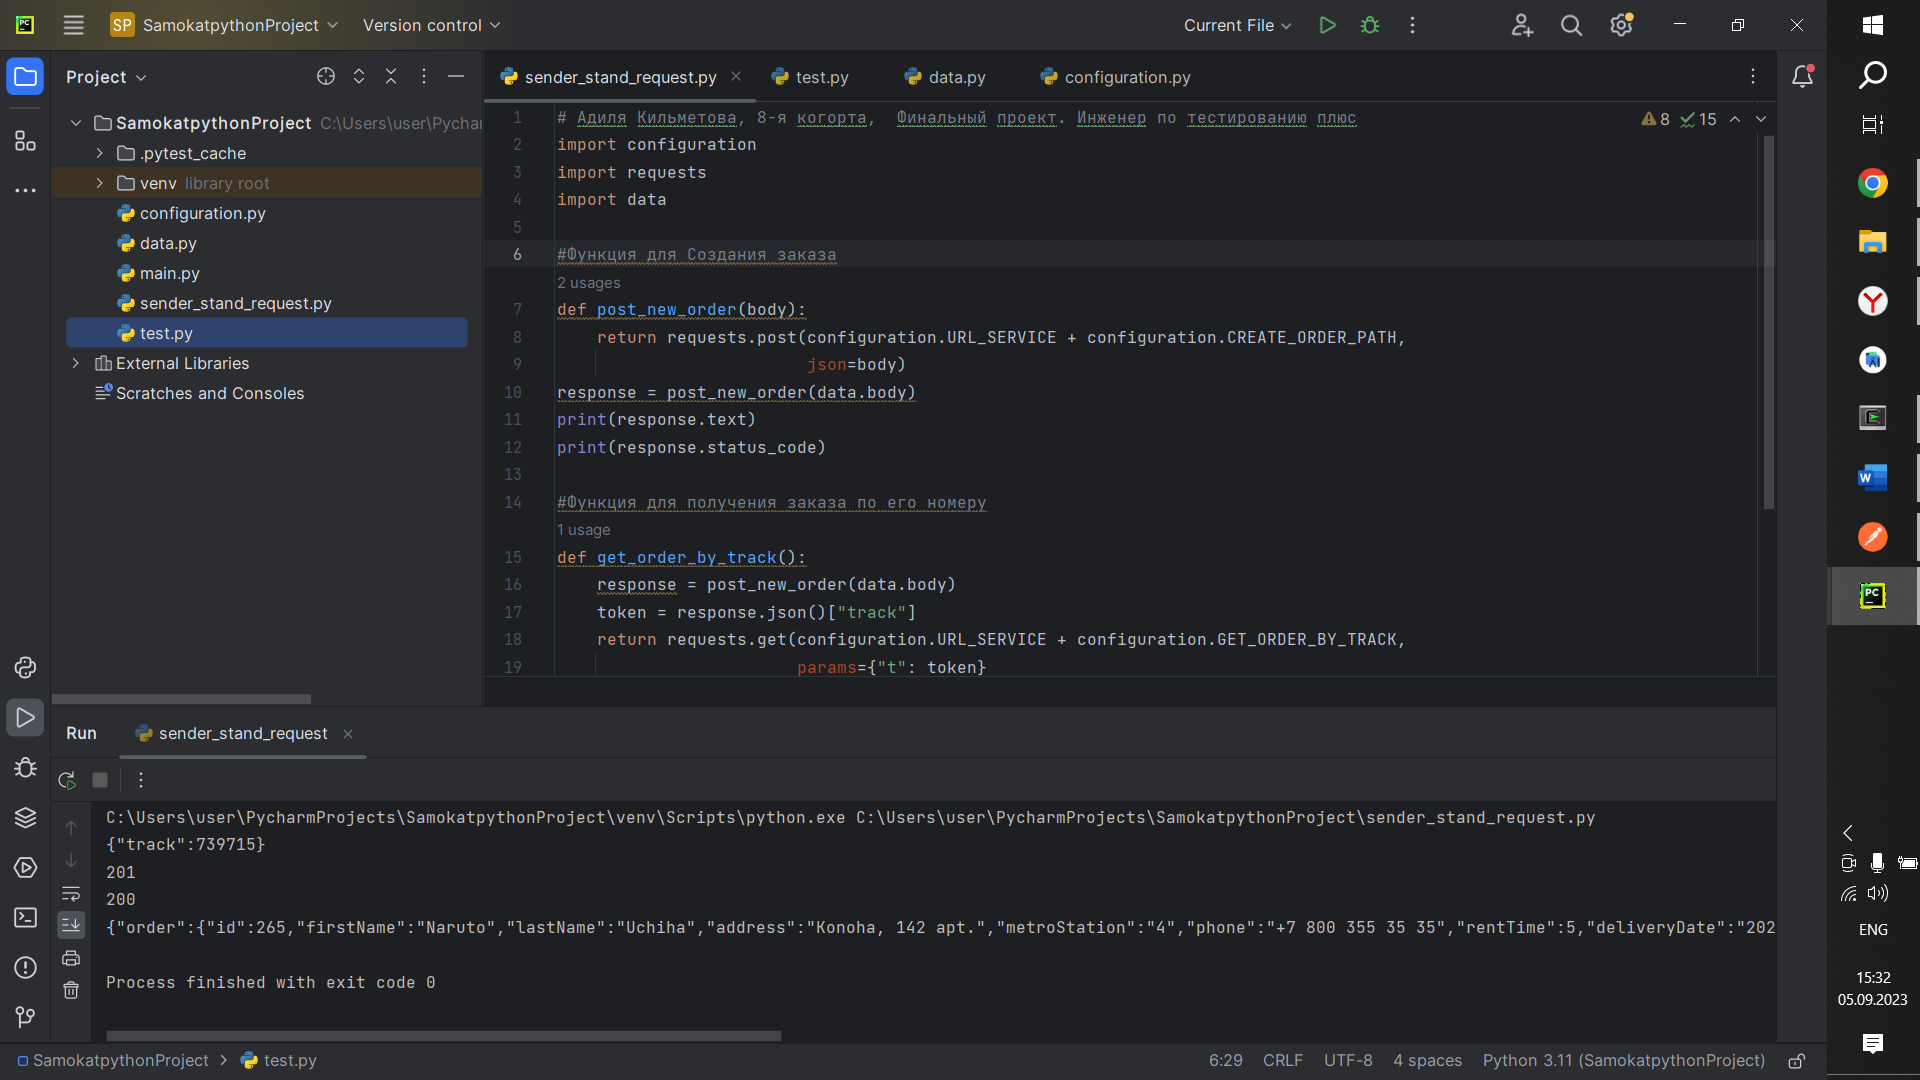 SP SamokatpythonProject Version control Current File
Project
SamokatpythonProject C:\Users\user\Pychar
.pytest_cache
venv library root
configuration.py
data.py
main.py
sender_stand_request.py
test.py
External Libraries
Scratches and Consoles
sender_stand_request.py test.py data.py configuration.py
8 15
1 # Адиля Кильметова, 8-я когорта, Финальный проект. Инженер по тестированию плюс
2 import configuration
3 import requests
4 import data
5
6 #Функция для Создания заказа
2 usages
7 def post_new_order(body):
8 return requests.post(configuration.URL_SERVICE + configuration.CREATE_ORDER_PATH,
9 json=body)
10 response = post_new_order(data.body)
11 print(response.text)
12 print(response.status_code)
13
14 #Функция для получения заказа по его номеру
1 usage
15 def get_order_by_track():
16 response = post_new_order(data.body)
17 token = response.json()["track"]
18 return requests.get(configuration.URL_SERVICE + configuration.GET_ORDER_BY_TRACK,
19 params={"t": token}
Run sender_stand_request
C:\Users\user\PycharmProjects\SamokatpythonProject\venv\Scripts\python.exe C:\Users\user\PycharmProjects\SamokatpythonProject\sender_stand_request.py
{"track":739715}
201
200
{"order":{"id":265,"firstName":"Naruto","lastName":"Uchiha","address":"Konoha, 142 apt.","metroStation":"4","phone":"+7 800 355 35 35","rentTime":5,"deliveryDate":"202
Process finished with exit code 0
SamokatpythonProject test.py
6:29 CRLF UTF-8 4 spaces Python 3.11 (SamokatpythonProject)
ENG
15:32
05.09.2023